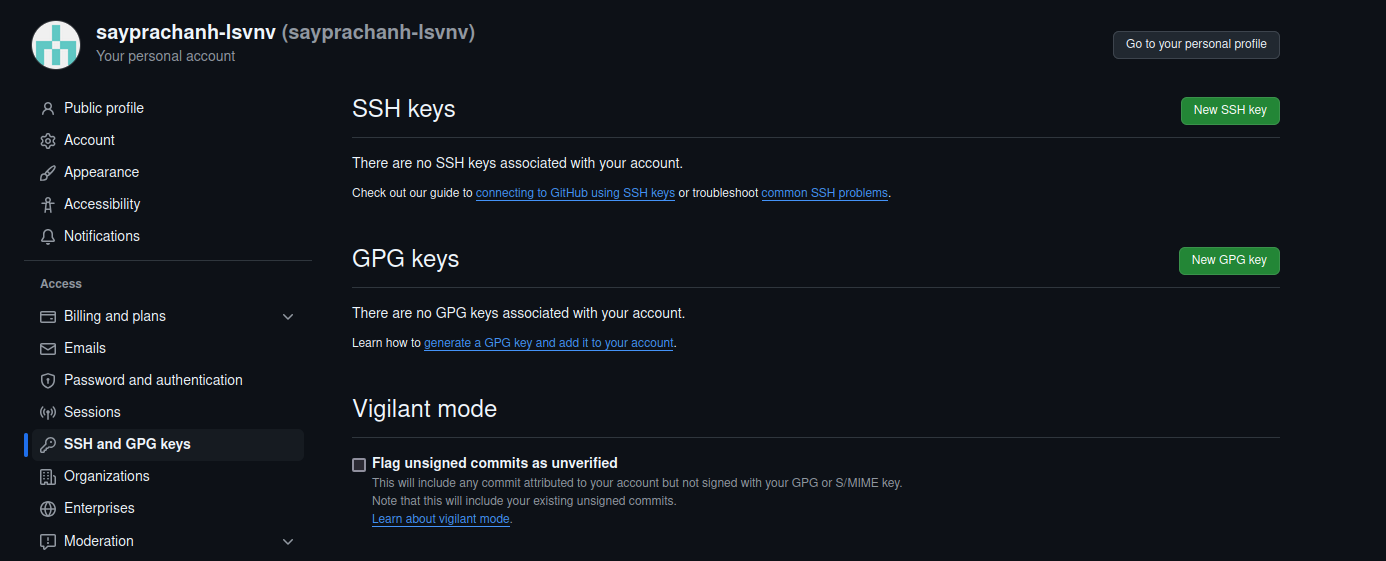 sayprachanh-lsvnv (sayprachanh-lsvnv)
Your personal account
Go to your personal profile
Public profile
Account
Appearance
Accessibility
Notifications
Access
Billing and plans
Emails
Password and authentication
Sessions
SSH and GPG keys
Organizations
Enterprises
Moderation
SSH keys
New SSH key
There are no SSH keys associated with your account.
Check out our guide to connecting to GitHub using SSH keys or troubleshoot common SSH problems.
GPG keys
New GPG key
There are no GPG keys associated with your account.
Learn how to generate a GPG key and add it to your account.
Vigilant mode
Flag unsigned commits as unverified
This will include any commit attributed to your account but not signed with your GPG or S/MIME key.
Note that this will include your existing unsigned commits.
Learn about vigilant mode.